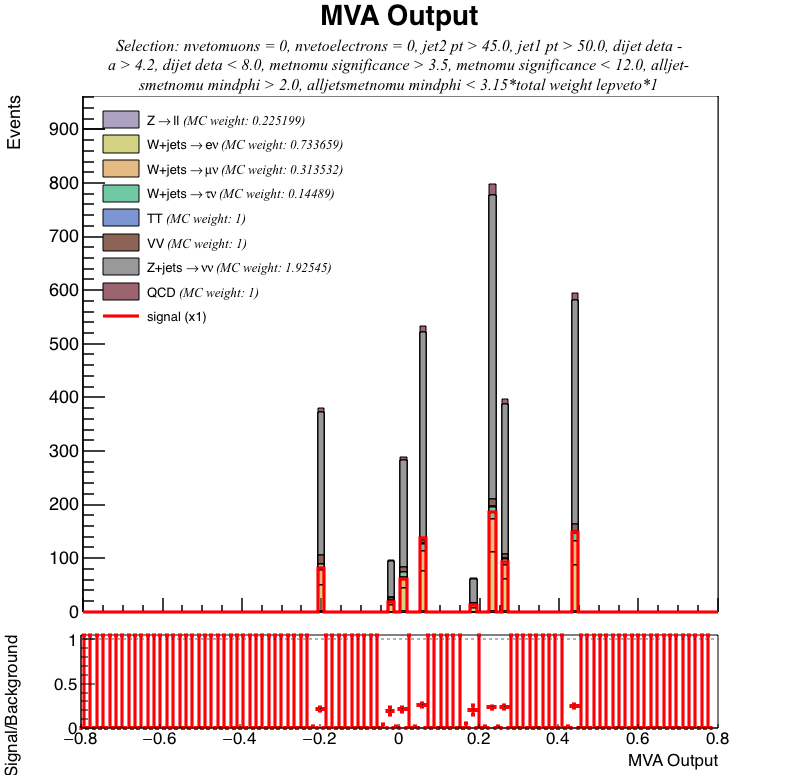 MVA Output
Selection: nvetomuons = 0, nvetoelectrons = 0, jet2 pt > 45.0, jet1 pt > 50.0, dijet deta -
a > 4.2, dijet deta < 8.0, metnomu significance > 3.5, metnomu significance < 12.0, alljet-
smetnomu mindphi > 2.0, alljetsmetnomu mindphi < 3.15*total weight lepveto*1
Events
900
800
700
600
500
400
300
200
100
0
Z → ll (MC weight: 0.225199)
W+jets → eν (MC weight: 0.733659)
W+jets → μν (MC weight: 0.313532)
W+jets → τν (MC weight: 0.14489)
TT (MC weight: 1)
VV (MC weight: 1)
Z+jets → νν (MC weight: 1.92545)
QCD (MC weight: 1)
signal (x1)
Signal/Background
1
0.5
0
−0.8 −0.6 −0.4 −0.2 0 0.2 0.4 0.6 0.8
MVA Output